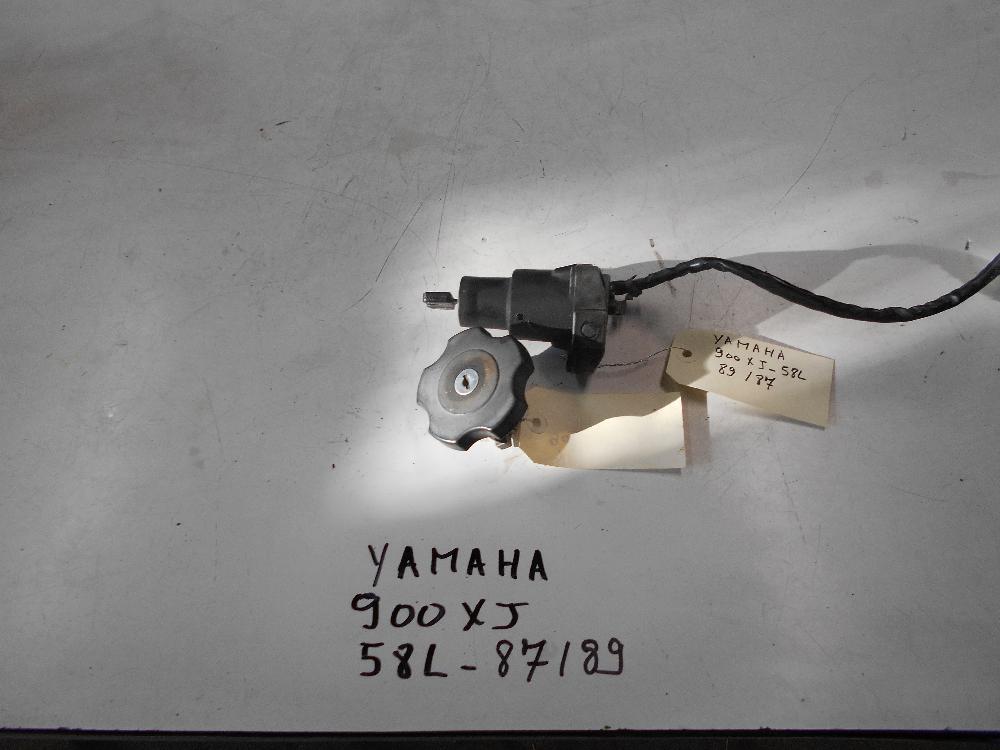 YAMAHA
900 XJ - 58L
89 / 87
YAMAHA
900 XJ
58L - 87/89